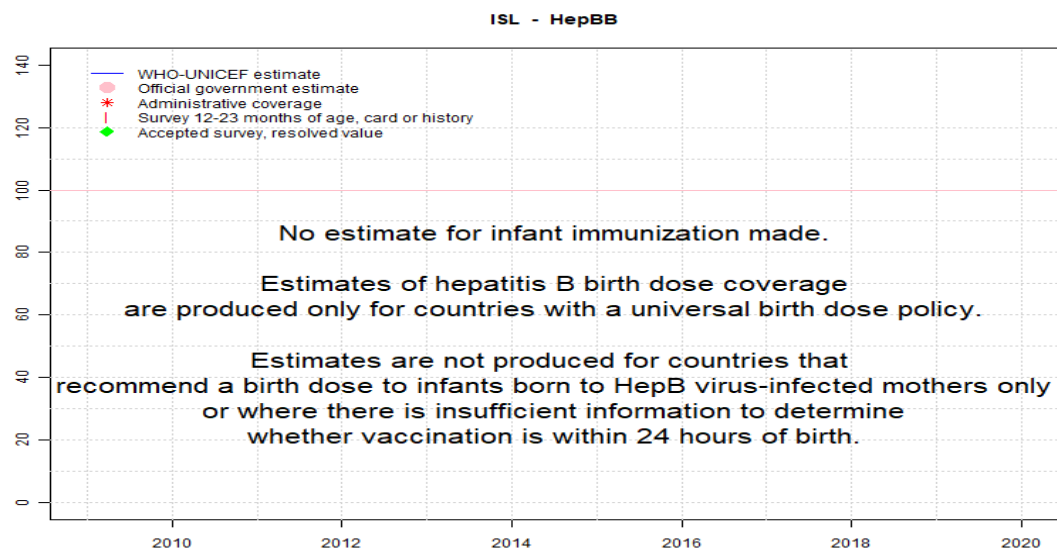 ISL - HepBB
140
120
100
80
60
40
20
0
WHO-UNICEF estimate
Official government estimate
Administrative coverage
Survey 12-23 months of age, card or history
Accepted survey, resolved value
No estimate for infant immunization made.
Estimates of hepatitis B birth dose coverage
are produced only for countries with a universal birth dose policy.
Estimates are not produced for countries that
recommend a birth dose to infants born to HepB virus-infected mothers only
or where there is insufficient information to determine
whether vaccination is within 24 hours of birth.
2010 2012 2014 2016 2018 2020